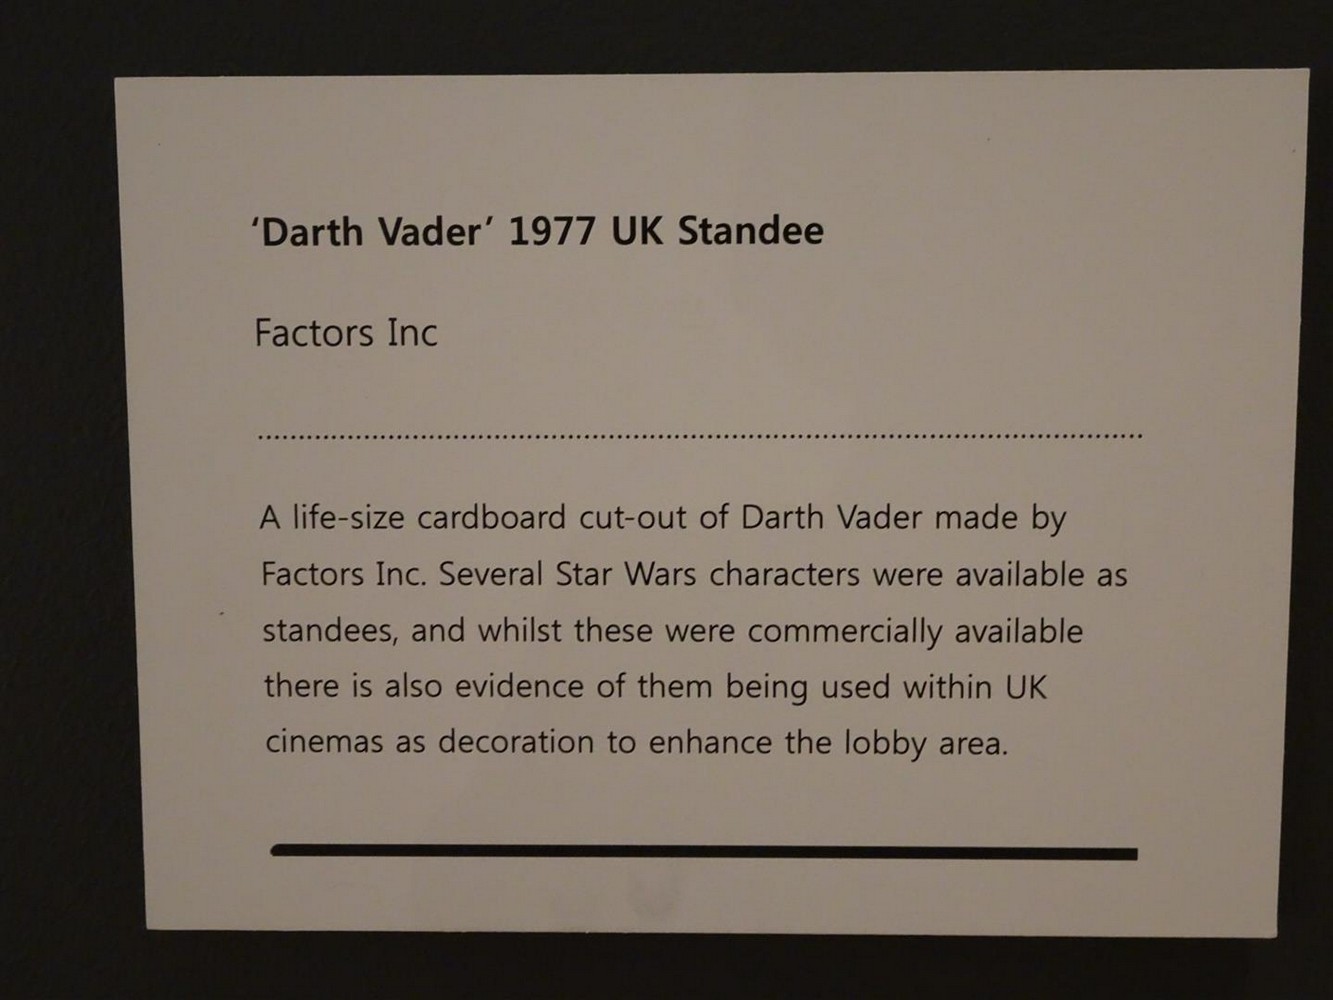 ‘Darth Vader’ 1977 UK Standee
Factors Inc
A life-size cardboard cut-out of Darth Vader made by
Factors Inc. Several Star Wars characters were available as
standees, and whilst these were commercially available
there is also evidence of them being used within UK
cinemas as decoration to enhance the lobby area.